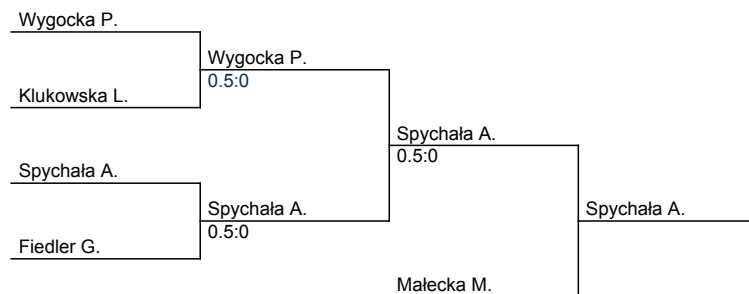 Wygocka P.
Wygocka P.
0.5:0
Klukowska L.
Spychała A.
0.5:0
Spychała A.
Spychała A.
0.5:0
Spychała A.
Fiedler G.
Małecka M.